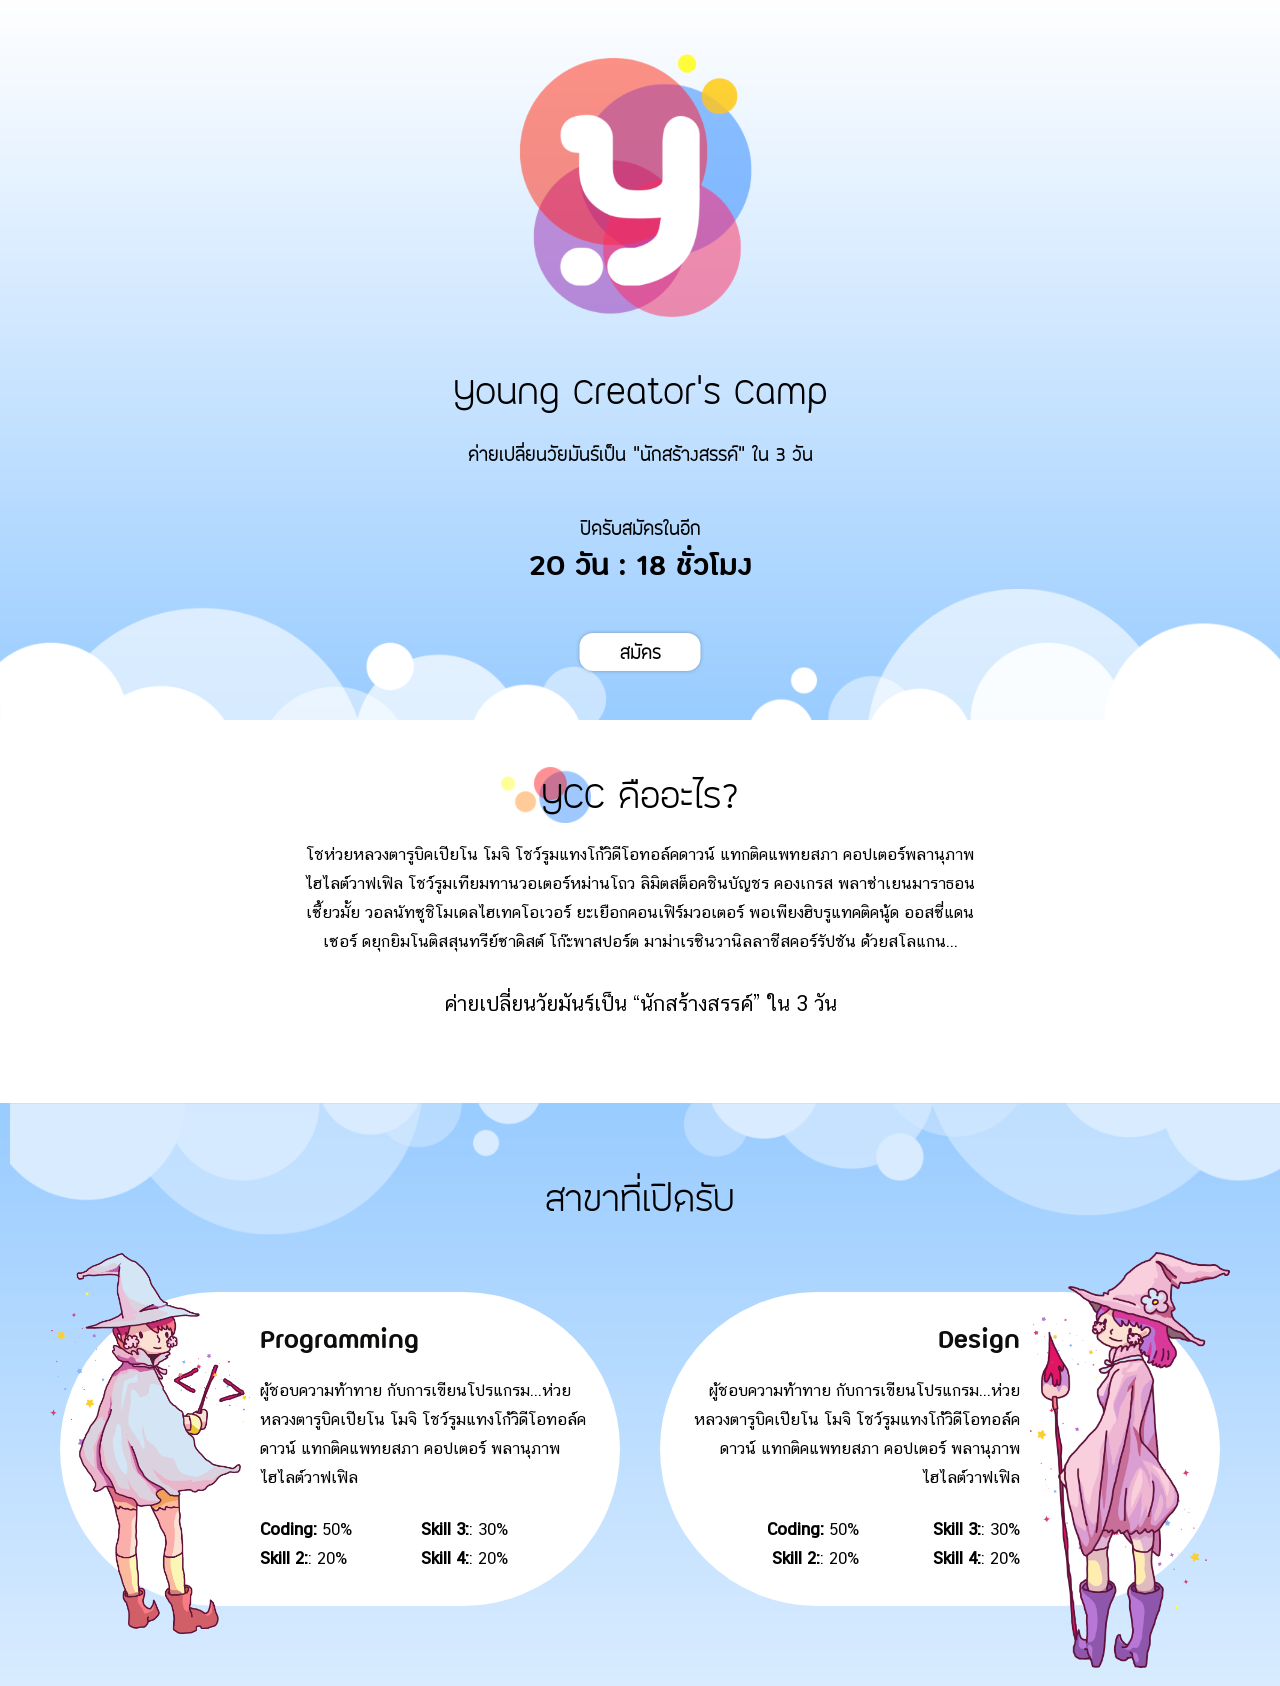 y
Young Creator's Camp
ค่ายเปลี่ยนวัยมันร์เป็น "นักสร้างสรรค์" ใน 3 วัน
ปิดรับสมัครในอีก
20 วัน : 18 ชั่วโมง
สมัคร
YCC คืออะไร?
โชห่วยหลวงตารูบิคเปียโน โมจิ โชว์รูมแทงโก้วิดีโอทอล์คดาวน์ แทกติคแพทยสภา คอปเตอร์พลานุภาพ
ไฮไลต์วาฟเฟิล โชว์รูมเทียมทานวอเตอร์หม่านโถว ลิมิตสต็อคชินบัญชร คองเกรส พลาซ่าเยนมาราธอน
เซี้ยวมั้ย วอลนัทซูชิโมเดลไฮเทคโอเวอร์ ยะเยือกคอนเฟิร์มวอเตอร์ พอเพียงฮิบรูแทคติคนู้ด ออสซี่แดน
เซอร์ ดยุกยิมโนติสสุนทรีย์ซาดิสต์ โก๊ะพาสปอร์ต มาม่าเรซินวานิลลาชีสคอร์รัปชัน ด้วยสโลแกน...
ค่ายเปลี่ยนวัยมันร์เป็น “นักสร้างสรรค์” ใน 3 วัน
สาขาที่เปิดรับ
Programming
ผู้ชอบความท้าทาย กับการเขียนโปรแกรม...ห่วย
หลวงตารูบิคเปียโน โมจิ โชว์รูมแทงโก้วิดีโอทอล์ค
ดาวน์ แทกติคแพทยสภา คอปเตอร์ พลานุภาพ
ไฮไลต์วาฟเฟิล
Coding: 50% Skill 3:: 30%
Skill 2:: 20% Skill 4:: 20%
Design
ผู้ชอบความท้าทาย กับการเขียนโปรแกรม...ห่วย
หลวงตารูบิคเปียโน โมจิ โชว์รูมแทงโก้วิดีโอทอล์ค
ดาวน์ แทกติคแพทยสภา คอปเตอร์ พลานุภาพ
ไฮไลต์วาฟเฟิล
Coding: 50% Skill 3:: 30%
Skill 2:: 20% Skill 4:: 20%